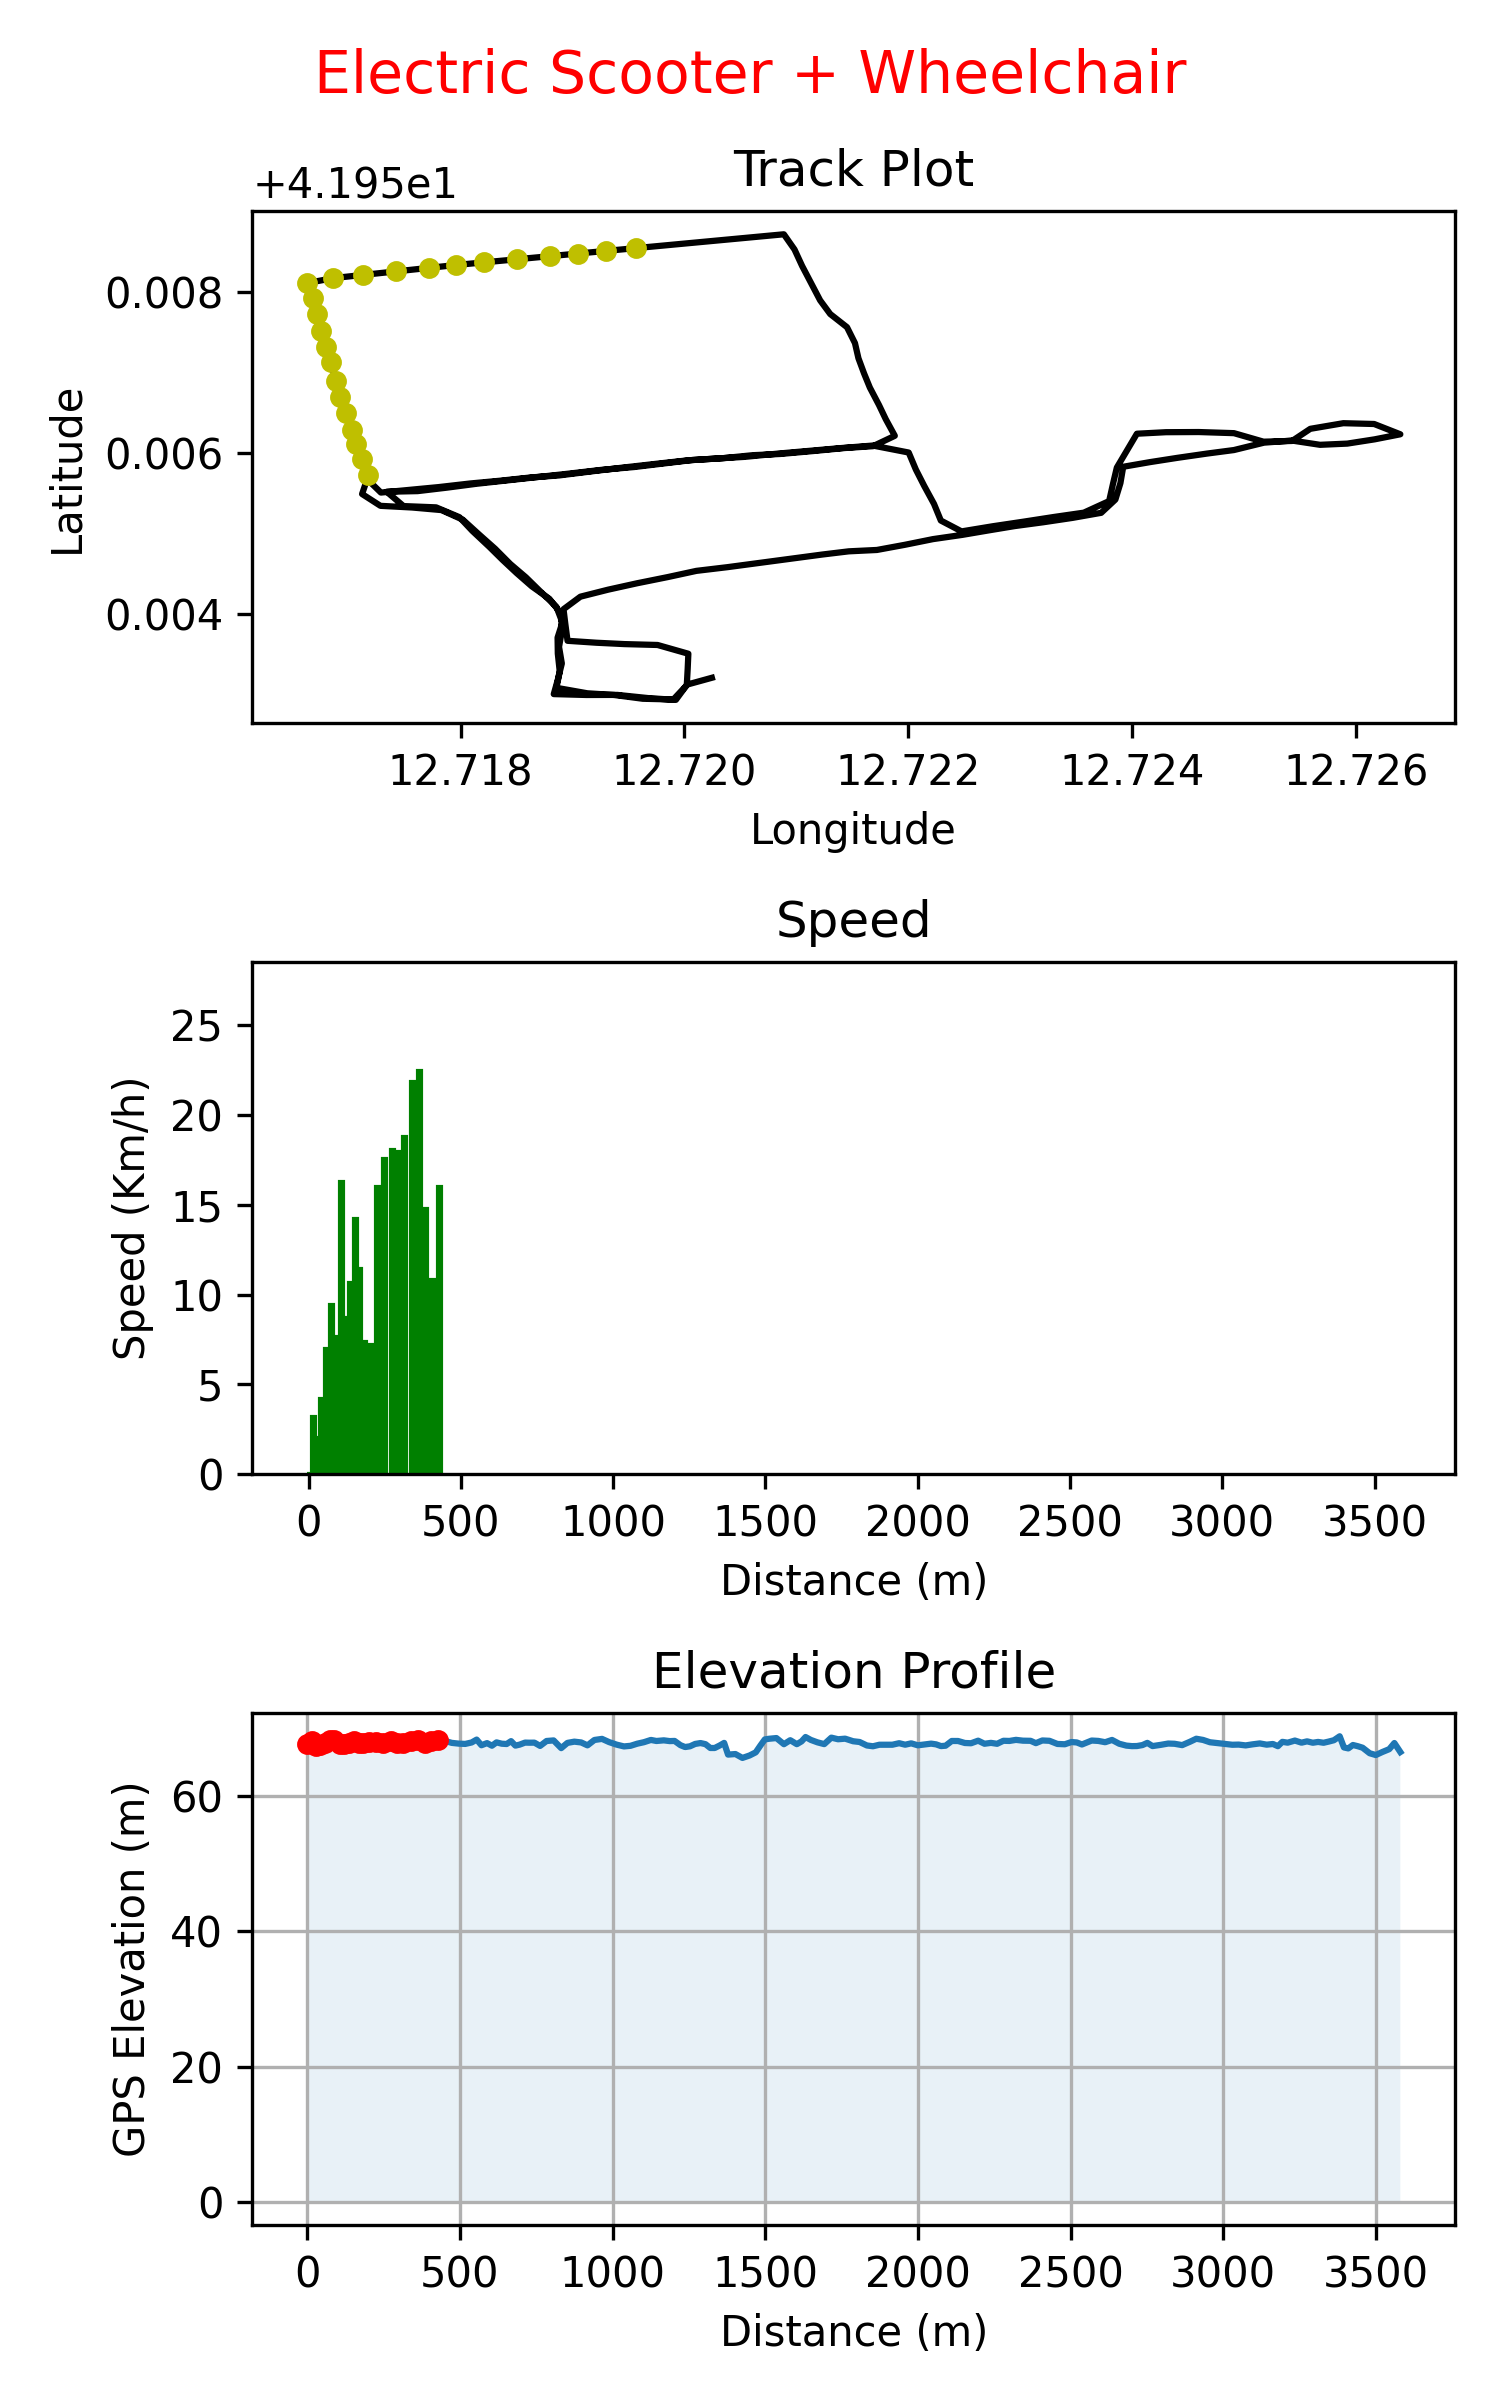 Electric Scooter + Wheelchair
Track Plot
+4.195e1
0.008
0.006
0.004
Latitude
12.718 12.720 12.722 12.724 12.726
Longitude
Speed
25
20
15
10
5
0
Speed (Km/h)
0 500 1000 1500 2000 2500 3000 3500
Distance (m)
Elevation Profile
60
40
20
0
GPS Elevation (m)
0 500 1000 1500 2000 2500 3000 3500
Distance (m)